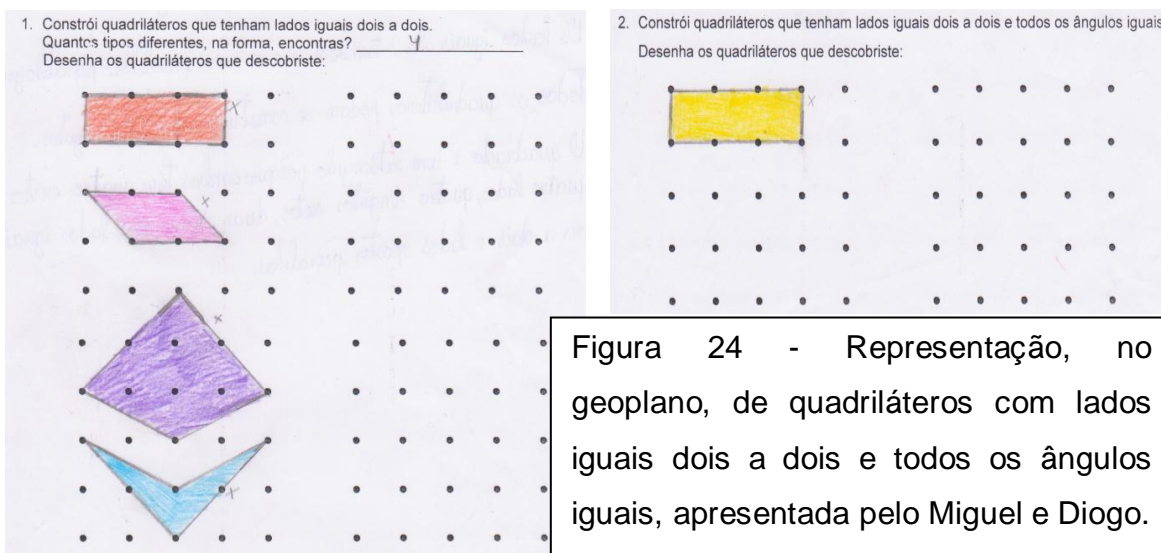 1. Constrói quadriláteros que tenham lados iguais dois a dois.
Quantos tipos diferentes, na forma, encontras? 4
Desenha os quadriláteros que descobriste:
x
x
x
x
2. Constrói quadriláteros que tenham lados iguais dois a dois e todos os ângulos iguais
Desenha os quadriláteros que descobriste:
x
Figura 24 - Representação, no
geoplano, de quadriláteros com lados
iguais dois a dois e todos os ângulos
iguais, apresentada pelo Miguel e Diogo.